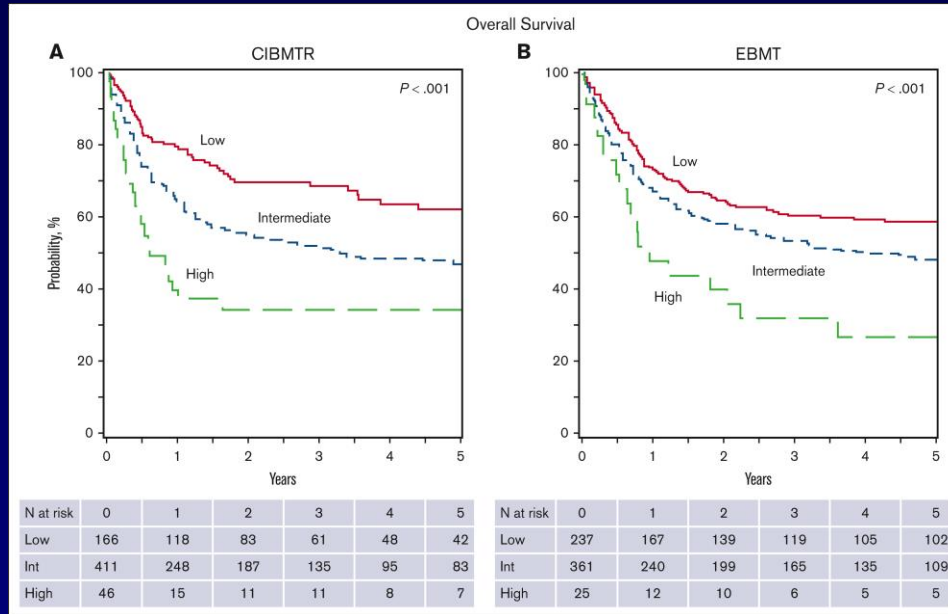 Overall Survival
A
CIBMTR
P < .001
Probability, %
100
80
60
40
20
0
Low
Intermediate
High
0 1 2 3 4 5
Years
N at risk 0 1 2 3 4 5
Low 166 118 83 61 48 42
Int 411 248 187 135 95 83
High 46 15 11 11 8 7
B
EBMT
P < .001
100
80
60
40
20
0
Low
Intermediate
High
0 1 2 3 4 5
Years
N at risk 0 1 2 3 4 5
Low 237 167 139 119 105 102
Int 361 240 199 165 135 109
High 25 12 10 6 5 5